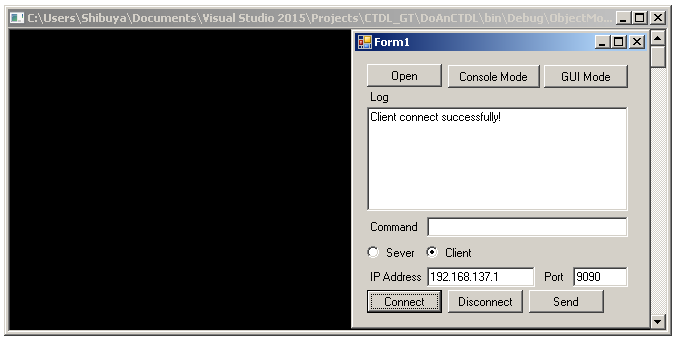 C:\Users\Shibuya\Documents\Visual Studio 2015\Projects\CTDL_GT\DoAnCTDL\bin\Debug\ObjectMo...
Form1
Open Console Mode GUI Mode
Log
Client connect successfully!
Command
Sever Client
IP Address 192.168.137.1 Port 9090
Connect Disconnect Send